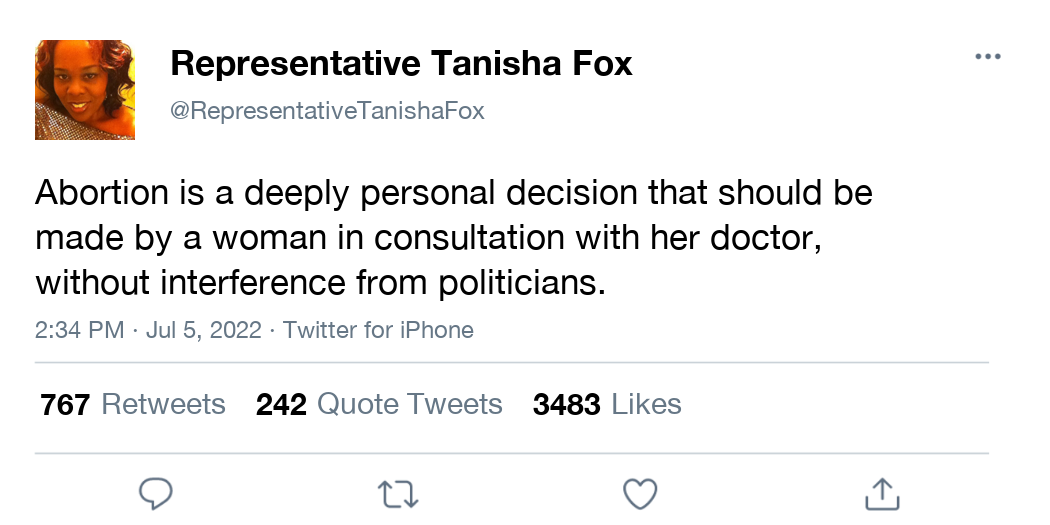 Representative Tanisha Fox
@RepresentativeTanishaFox
Abortion is a deeply personal decision that should be
made by a woman in consultation with her doctor,
without interference from politicians.
2:34 PM · Jul 5, 2022 · Twitter for iPhone
767 Retweets 242 Quote Tweets 3483 Likes